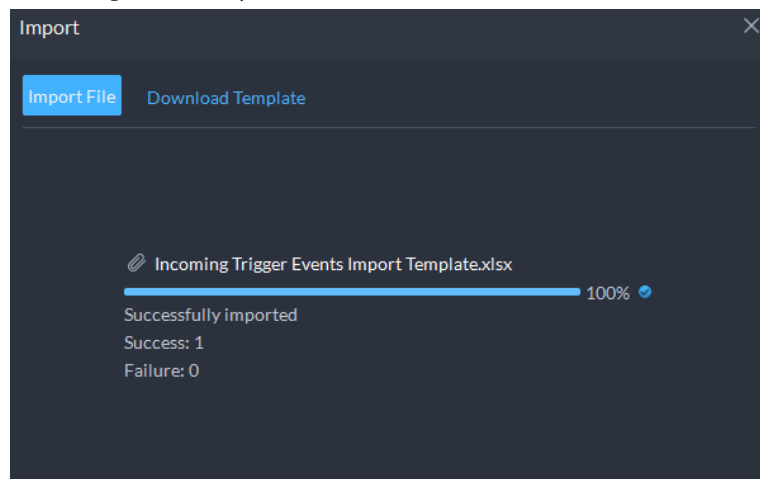 Import
Import File
Download Template
Incoming Trigger Events Import Template.xlsx
100%
Successfully imported
Success: 1
Failure: 0